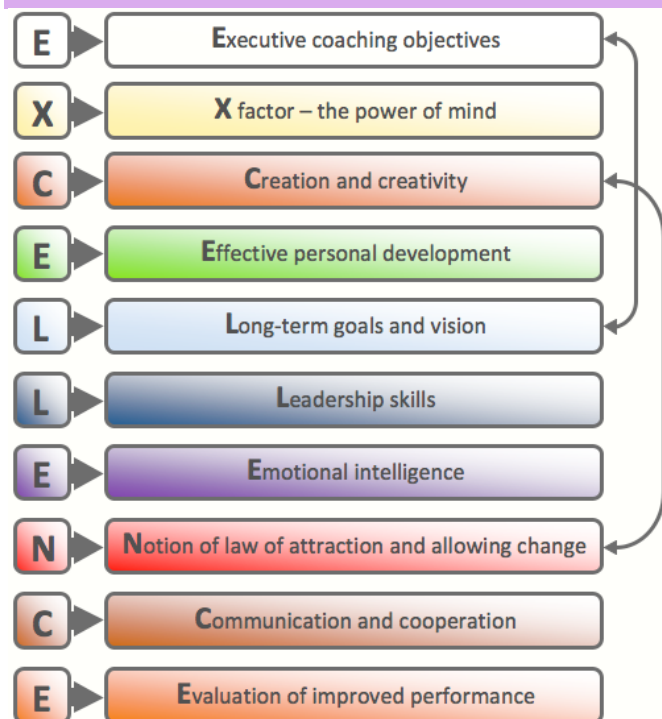 E Executive coaching objectives
X X factor – the power of mind
C Creation and creativity
E Effective personal development
L Long-term goals and vision
L Leadership skills
E Emotional intelligence
N Notion of law of attraction and allowing change
C Communication and cooperation
E Evaluation of improved performance